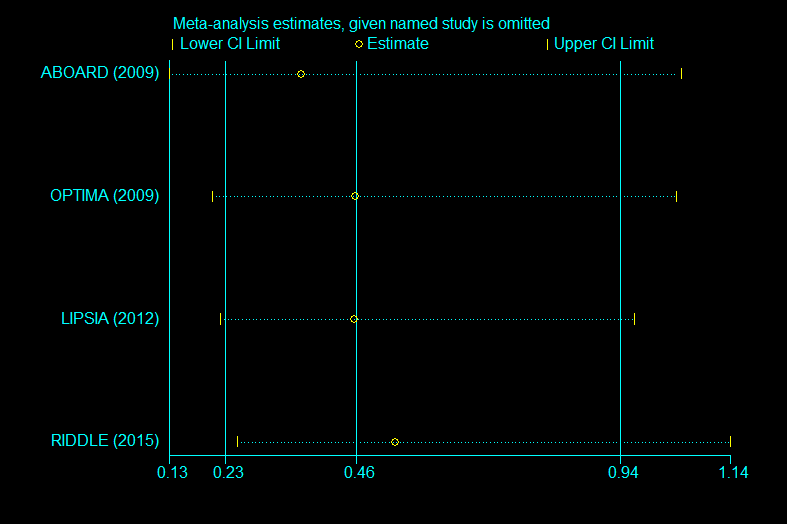 Meta-analysis estimates, given named study is omitted
Lower CI Limit Estimate Upper CI Limit
ABOARD (2009)
OPTIMA (2009)
LIPSIA (2012)
RIDDLE (2015)
0.13 0.23 0.46 0.94 1.14